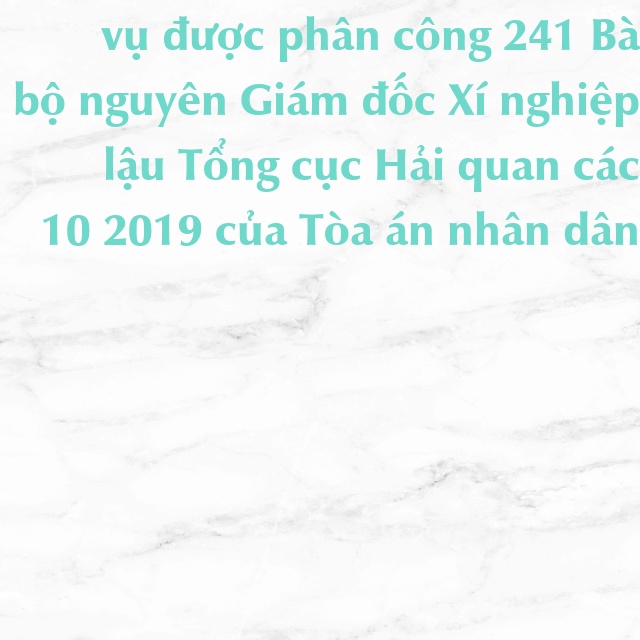 vụ được phân công 241 Bà
bộ nguyên Giám đốc Xí nghiệp
lậu Tổng cục Hải quan các
10 2019 của Tòa án nhân dân